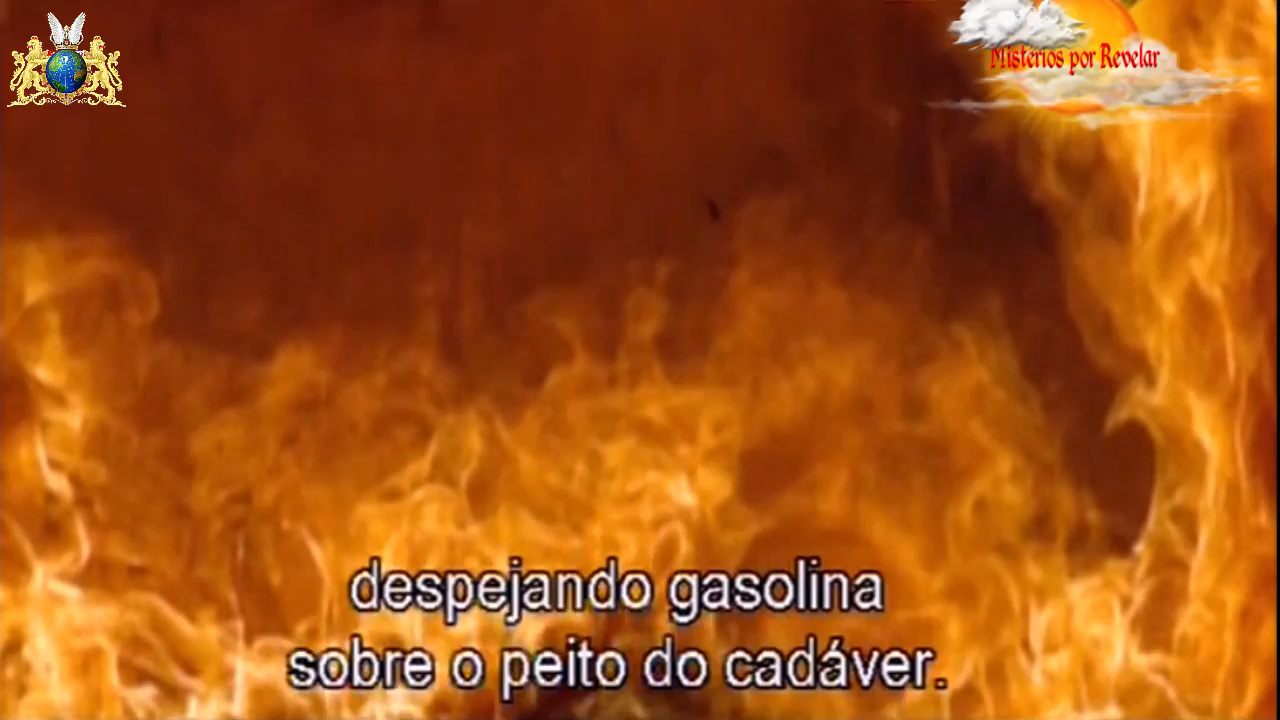 Mistérios por Revelar
despejando gasolina
sobre o peito do cadáver.